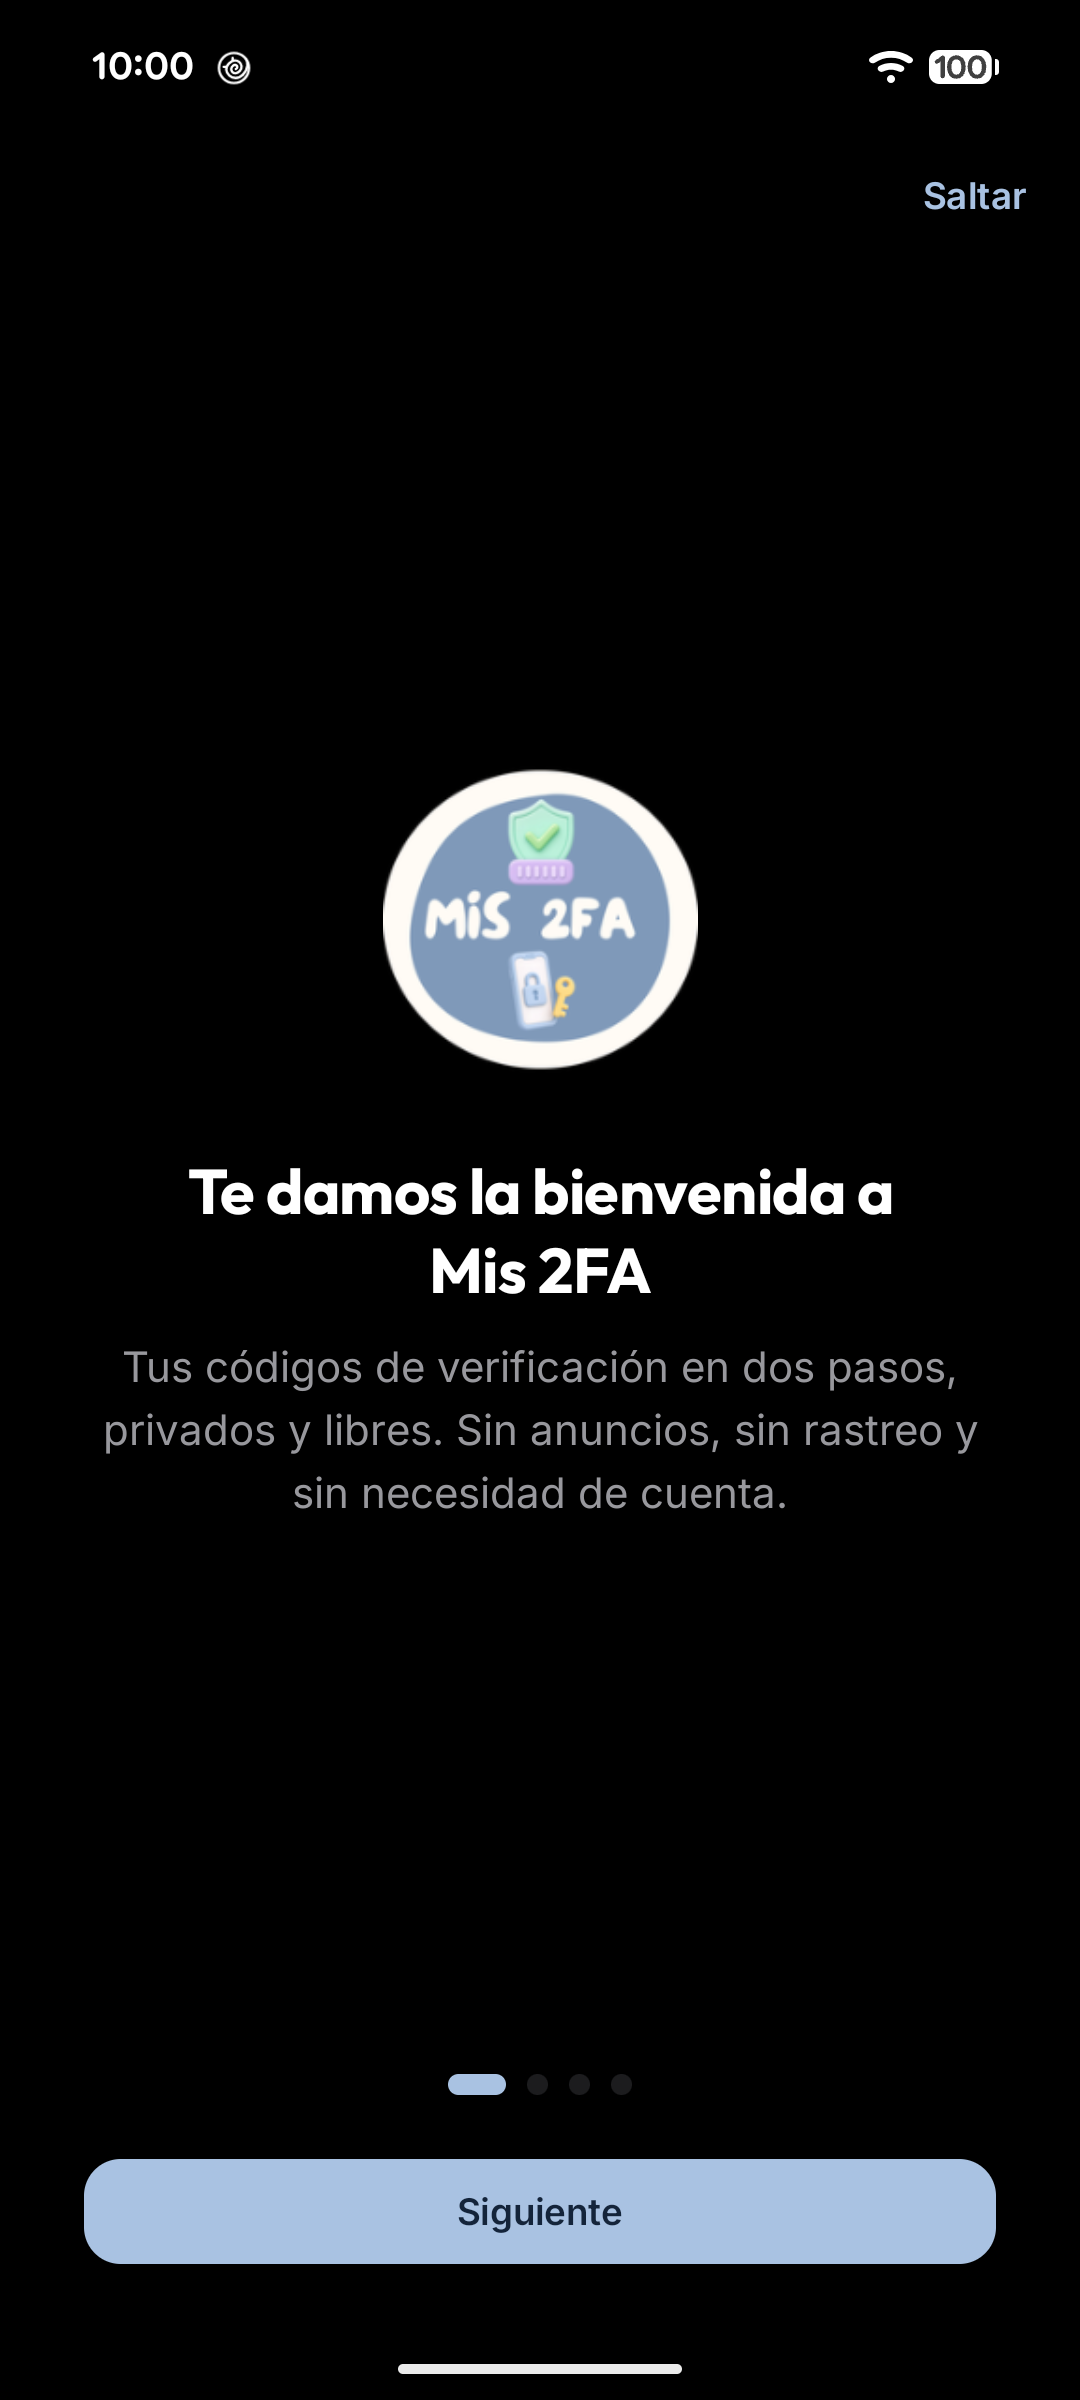 10:00
100
Saltar
MiS 2FA
Te damos la bienvenida a
Mis 2FA
Tus códigos de verificación en dos pasos,
privados y libres. Sin anuncios, sin rastreo y
sin necesidad de cuenta.
Siguiente